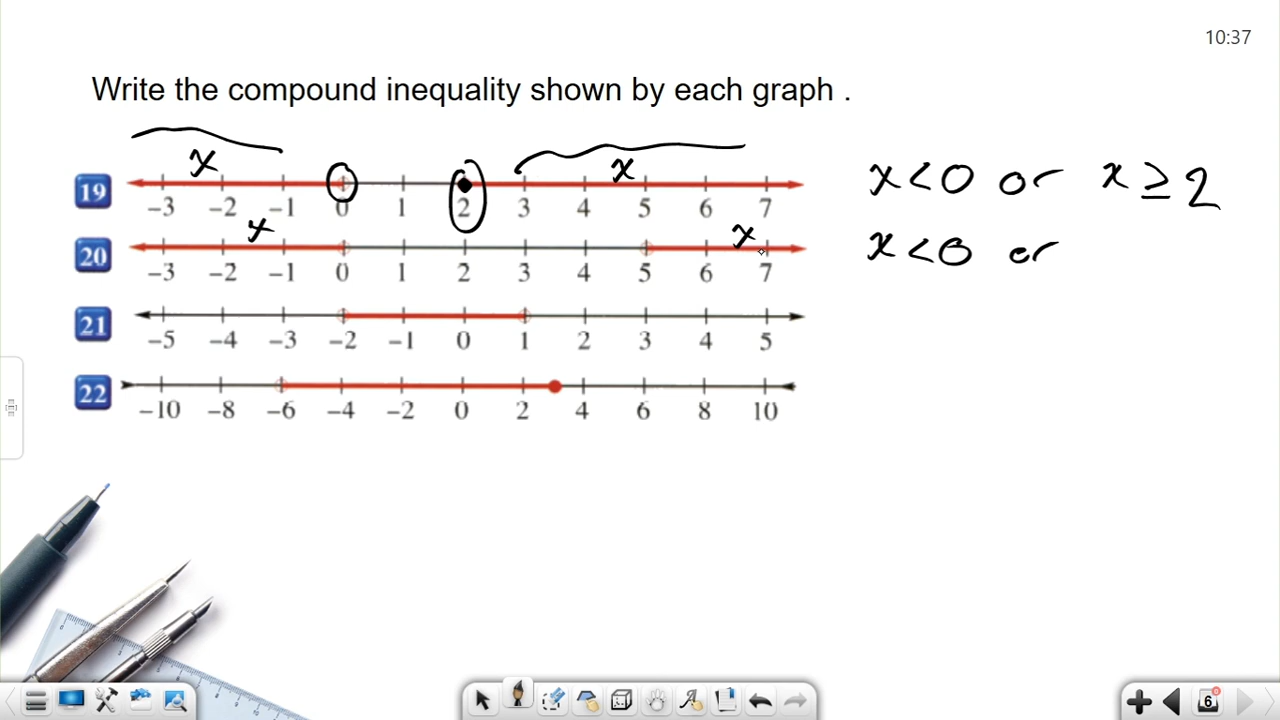 10:37
Write the compound inequality shown by each graph .
x x
19 x<0 or x≥2
−3 −2 −1 0 1 2 3 4 5 6 7
x x
20 x<0 or
−3 −2 −1 0 1 2 3 4 5 6 7
21
−5 −4 −3 −2 −1 0 1 2 3 4 5
22
−10 −8 −6 −4 −2 0 2 4 6 8 10
6